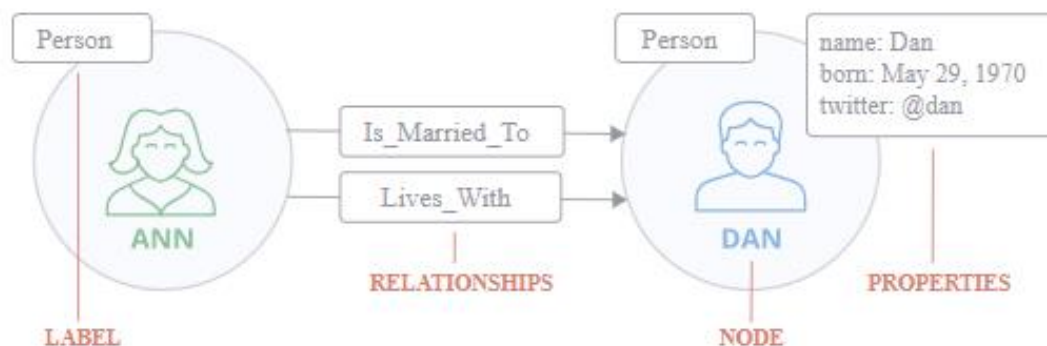 Person
Person
name: Dan
born: May 29, 1970
twitter: @dan
Is_Married_To
Lives_With
ANN
DAN
RELATIONSHIPS
PROPERTIES
LABEL
NODE